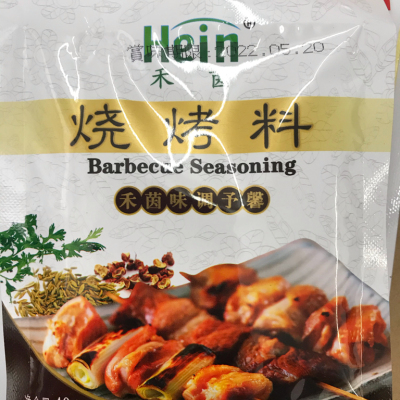 Hein
賞味期限:2022.05.20
禾茵
烧烤料
Barbecue Seasoning
禾茵味调予馨